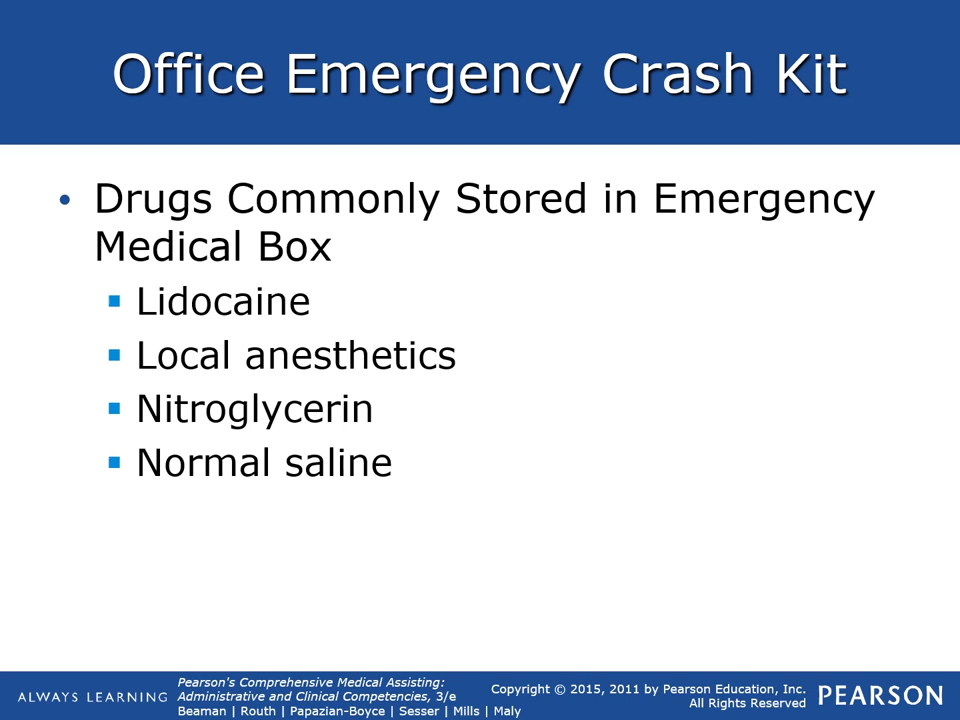 Office Emergency Crash Kit
• Drugs Commonly Stored in Emergency
Medical Box
▪ Lidocaine
▪ Local anesthetics
▪ Nitroglycerin
▪ Normal saline
ALWAYS LEARNING
Pearson's Comprehensive Medical Assisting:
Administrative and Clinical Competencies, 3/e
Beaman | Routh | Papazian-Boyce | Sesser | Mills | Maly
Copyright © 2015, 2011 by Pearson Education, Inc.
All Rights Reserved
PEARSON